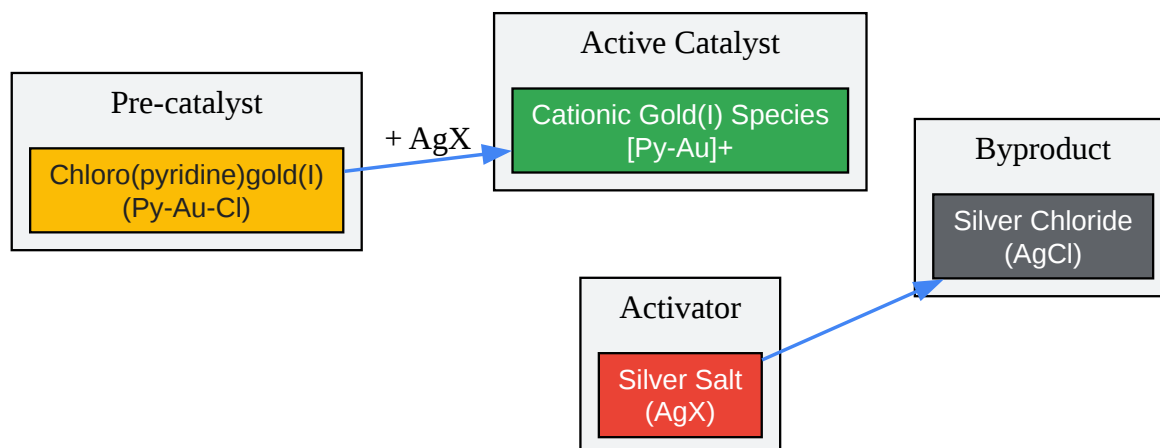 Pre-catalyst
Chloro(pyridine)gold(I)
(Py-Au-Cl)
+ AgX
Active Catalyst
Cationic Gold(I) Species
[Py-Au]+
Activator
Silver Salt
(AgX)
Byproduct
Silver Chloride
(AgCl)